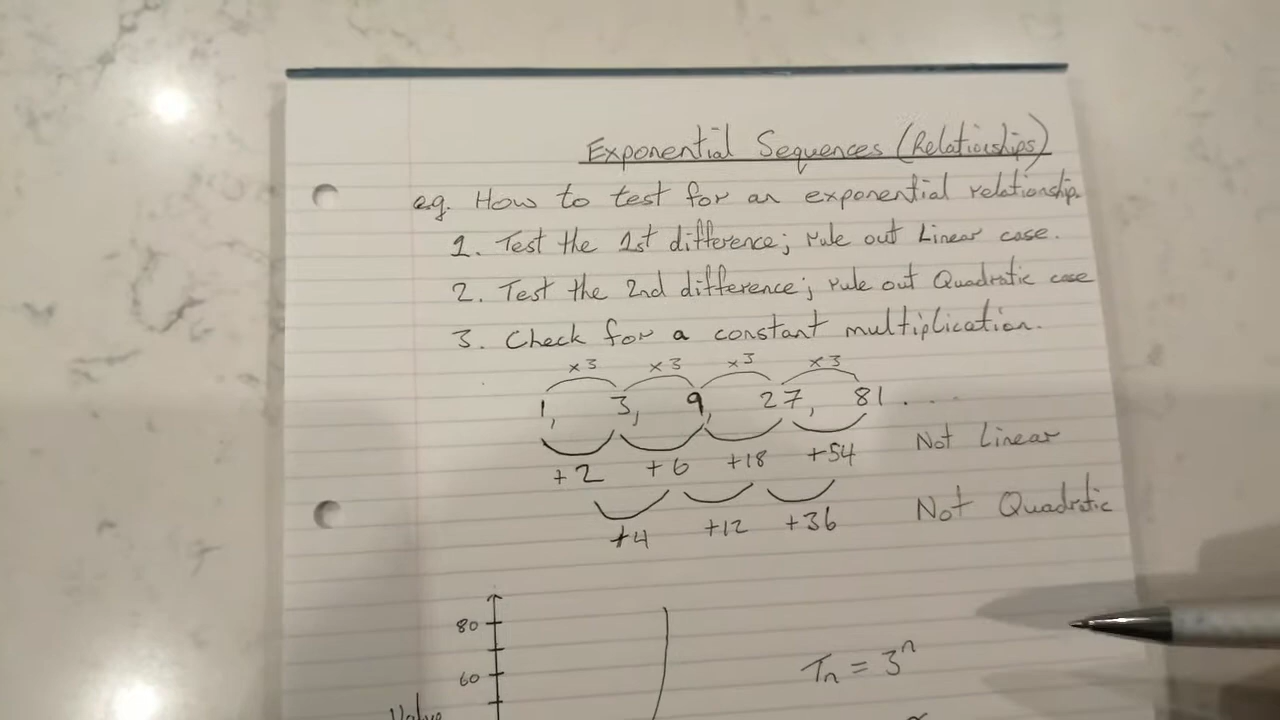 Exponential Sequences (Relationships)
e.g. How to test for an exponential relationship.
1. Test the 1st difference; rule out Linear case.
2. Test the 2nd difference; rule out Quadratic case
3. Check for a constant multiplication.
×3 ×3 ×3 ×3
1, 3, 9, 27, 81 ....
+2 +6 +18 +54 Not Linear
+4 +12 +36 Not Quadratic
80
Tn = 3^n
60
Value